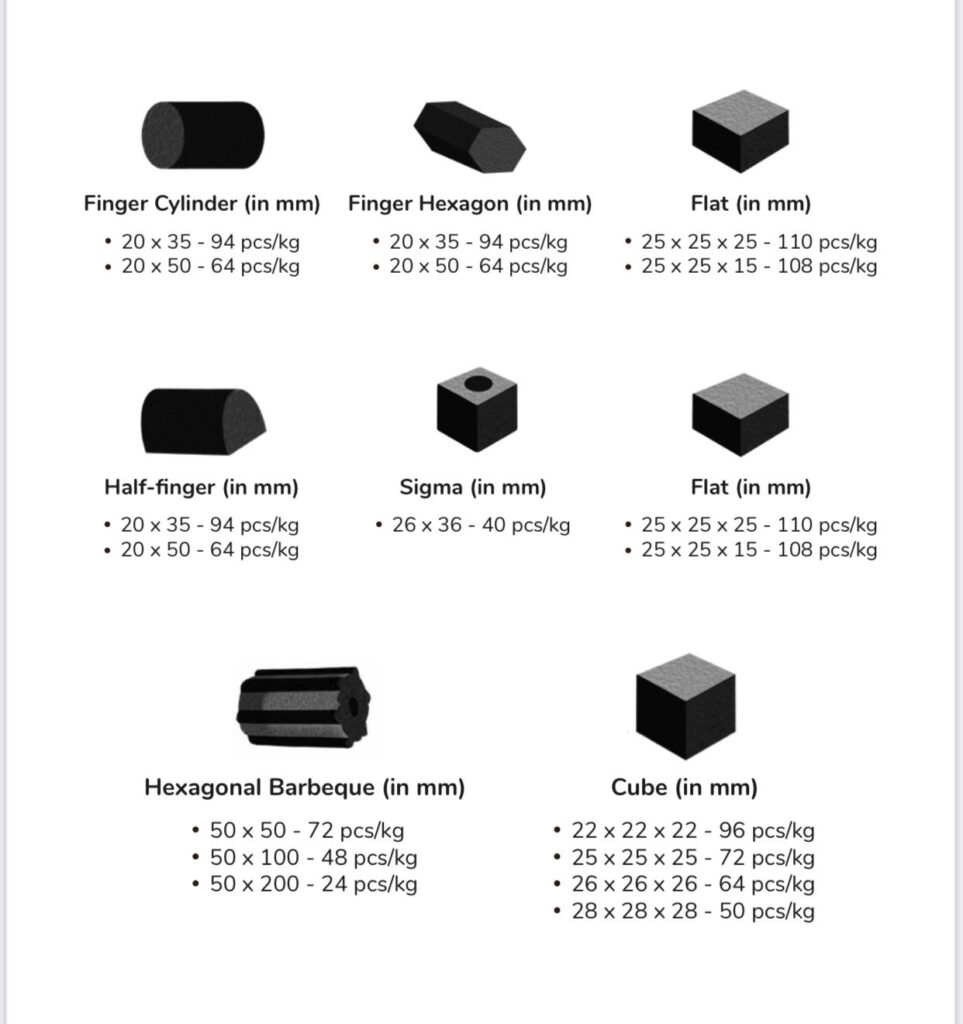 Finger Cylinder (in mm)
• 20 x 35 - 94 pcs/kg
• 20 x 50 - 64 pcs/kg
Finger Hexagon (in mm)
• 20 x 35 - 94 pcs/kg
• 20 x 50 - 64 pcs/kg
Flat (in mm)
• 25 x 25 x 25 - 110 pcs/kg
• 25 x 25 x 15 - 108 pcs/kg
Half-finger (in mm)
• 20 x 35 - 94 pcs/kg
• 20 x 50 - 64 pcs/kg
Sigma (in mm)
• 26 x 36 - 40 pcs/kg
Flat (in mm)
• 25 x 25 x 25 - 110 pcs/kg
• 25 x 25 x 15 - 108 pcs/kg
Hexagonal Barbeque (in mm)
• 50 x 50 - 72 pcs/kg
• 50 x 100 - 48 pcs/kg
• 50 x 200 - 24 pcs/kg
Cube (in mm)
• 22 x 22 x 22 - 96 pcs/kg
• 25 x 25 x 25 - 72 pcs/kg
• 26 x 26 x 26 - 64 pcs/kg
• 28 x 28 x 28 - 50 pcs/kg